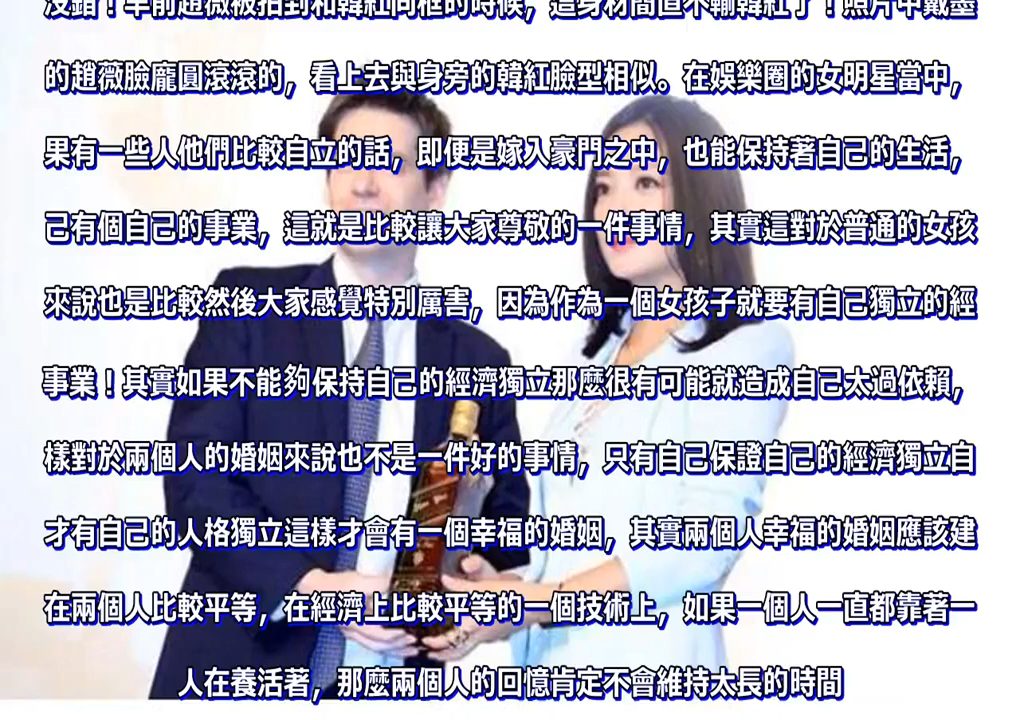 沒錯！早前趙薇被拍到和韓紅同框的時候，這身材簡直不輸韓紅了！照片中戴墨
的趙薇臉龐圓滾滾的，看上去與身旁的韓紅臉型相似。在娛樂圈的女明星當中，
果有一些人他們比較自立的話，即便是嫁入豪門之中，也能保持著自己的生活，
己有個自己的事業，這就是比較讓大家尊敬的一件事情，其實這對於普通的女孩
來說也是比較然後大家感覺特別厲害，因為作為一個女孩子就要有自己獨立的經
事業！其實如果不能夠保持自己的經濟獨立那麼很有可能就造成自己太過依賴，
樣對於兩個人的婚姻來說也不是一件好的事情，只有自己保證自己的經濟獨立自
才有自己的人格獨立這樣才會有一個幸福的婚姻，其實兩個人幸福的婚姻應該建
在兩個人比較平等，在經濟上比較平等的一個技術上，如果一個人一直都靠著一
人在養活著，那麼兩個人的回憶肯定不會維持太長的時間